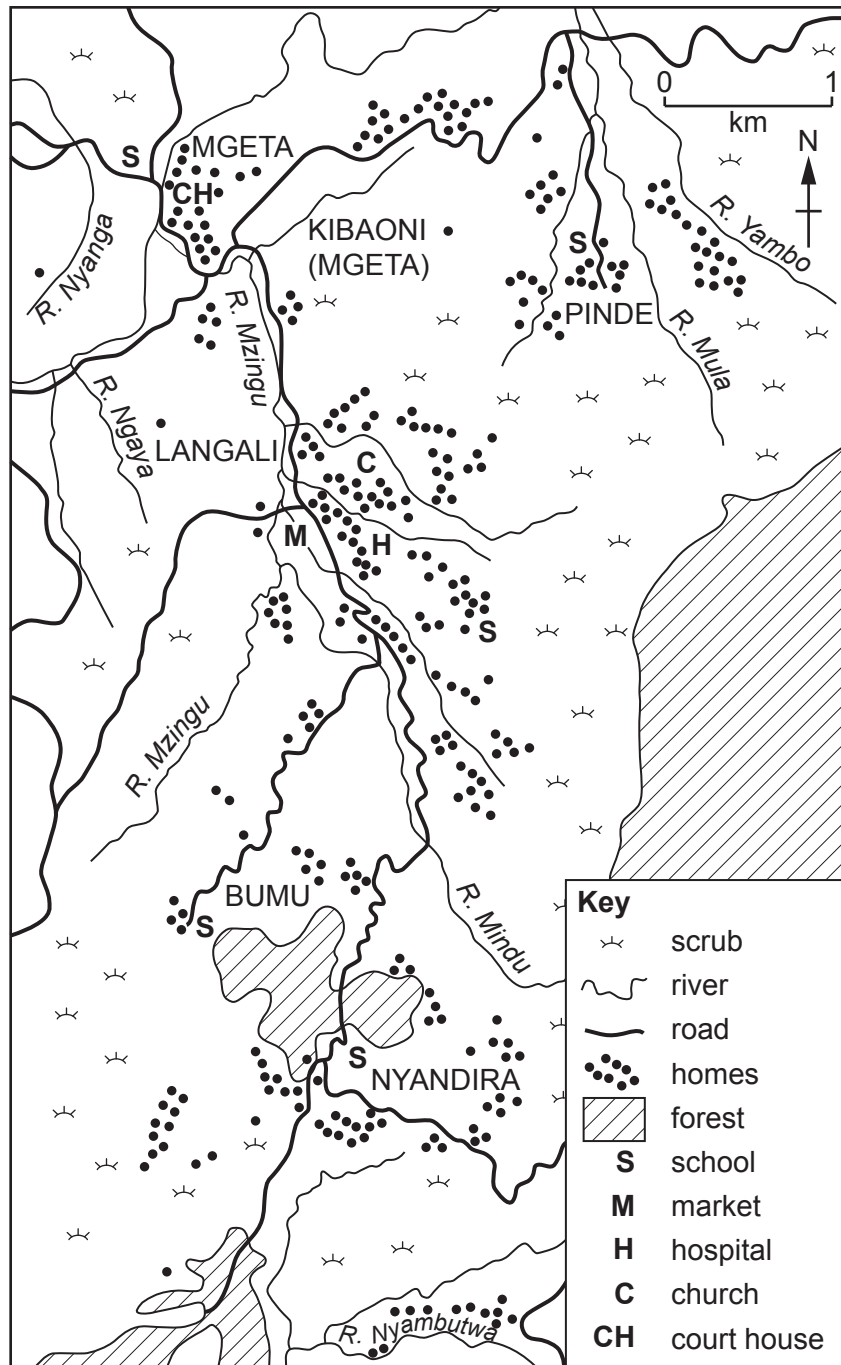 0 1
km
N
S
MGETA
CH
KIBAONI
(MGETA)
R. Nyanga
R. Yambo
S
PINDE
R. Mzingu
R. Mula
R. Ngaya
LANGALI
C
M
H
S
R. Mzingu
BUMU
S
R. Mindu
S
NYANDIRA
R. Nyambutwa
Key
scrub
river
road
homes
forest
S school
M market
H hospital
C church
CH court house